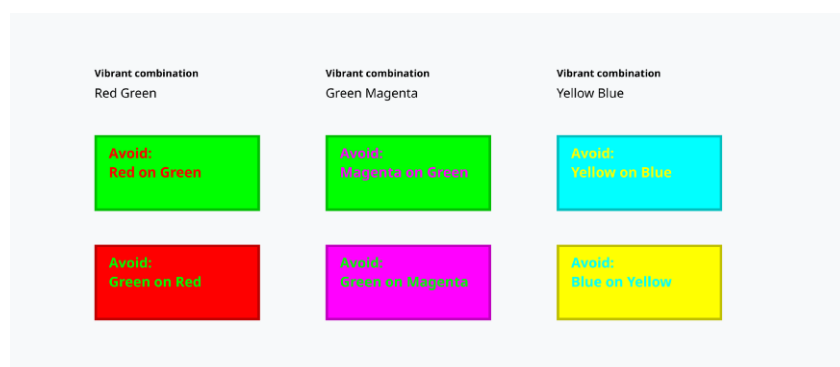 Vibrant combination
Red Green
Avoid:
Red on Green
Avoid:
Green on Red
Vibrant combination
Green Magenta
Avoid:
Magenta on Green
Avoid:
Green on Magenta
Vibrant combination
Yellow Blue
Avoid:
Yellow on Blue
Avoid:
Blue on Yellow